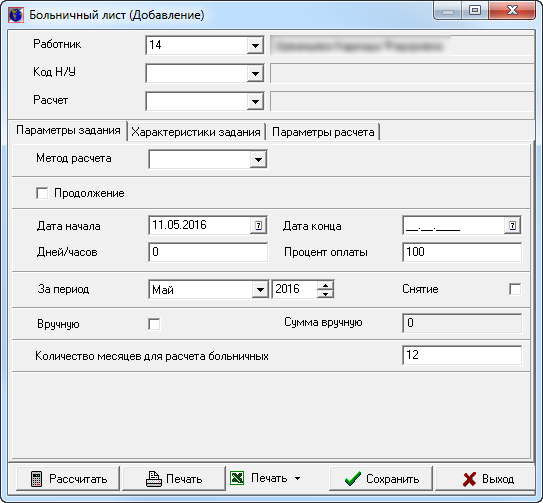 Больничный лист (Добавление)
Работник 14
Код Н/У
Расчет
Параметры задания Характеристики задания Параметры расчета
Метод расчета
Продолжение
Дата начала 11.05.2016 Дата конца __.__.____
Дней/часов 0 Процент оплаты 100
За период Май 2016 Снятие
Вручную Сумма вручную 0
Количество месяцев для расчета больничных 12
Рассчитать Печать Печать Сохранить Выход